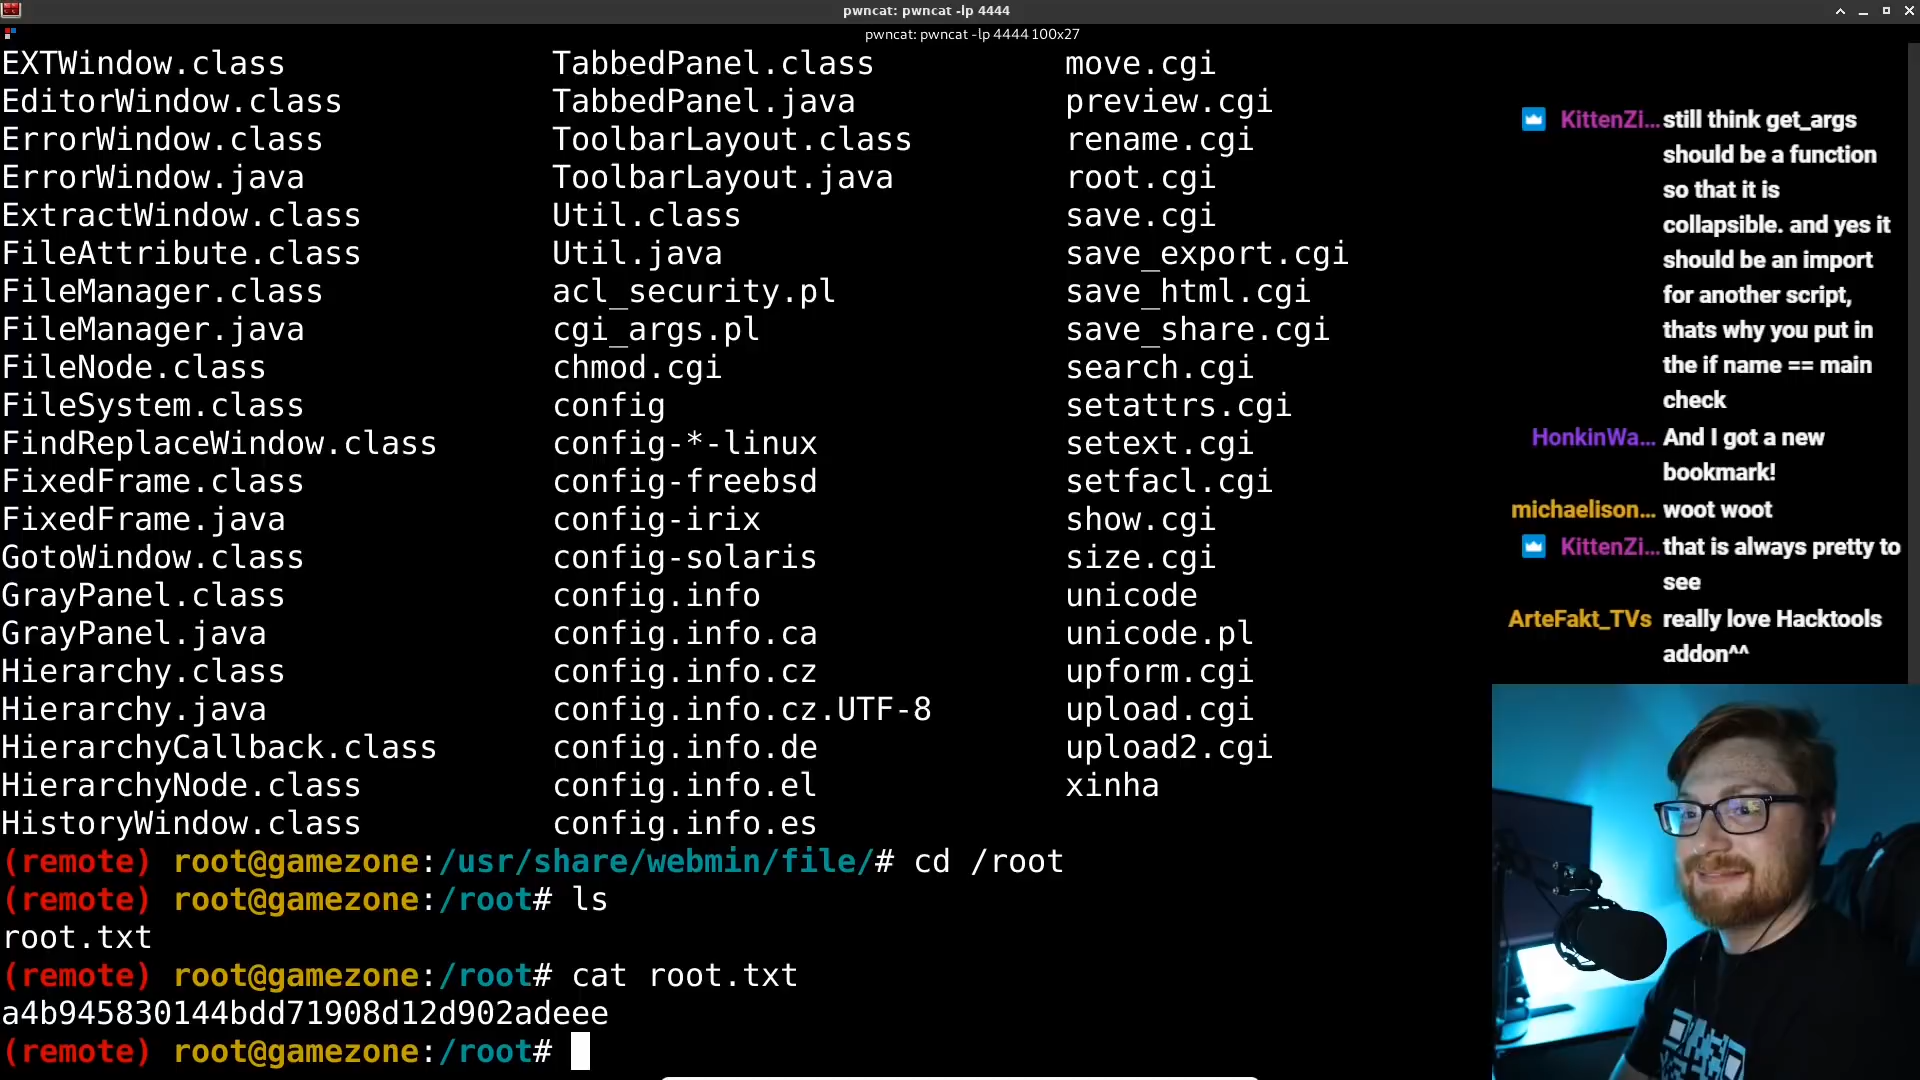 pwncat: pwncat -lp 4444
pwncat: pwncat -lp 4444 100x27
EXTWindow.class TabbedPanel.class move.cgi
EditorWindow.class TabbedPanel.java preview.cgi
ErrorWindow.class ToolbarLayout.class rename.cgi
ErrorWindow.java ToolbarLayout.java root.cgi
ExtractWindow.class Util.class save.cgi
FileAttribute.class Util.java save_export.cgi
FileManager.class acl_security.pl save_html.cgi
FileManager.java cgi_args.pl save_share.cgi
FileNode.class chmod.cgi search.cgi
FileSystem.class config setattrs.cgi
FindReplaceWindow.class config-*-linux setext.cgi
FixedFrame.class config-freebsd setfacl.cgi
FixedFrame.java config-irix show.cgi
GotoWindow.class config-solaris size.cgi
GrayPanel.class config.info unicode
GrayPanel.java config.info.ca unicode.pl
Hierarchy.class config.info.cz upform.cgi
Hierarchy.java config.info.cz.UTF-8 upload.cgi
HierarchyCallback.class config.info.de upload2.cgi
HierarchyNode.class config.info.el xinha
HistoryWindow.class config.info.es
(remote) root@gamezone:/usr/share/webmin/file/# cd /root
(remote) root@gamezone:/root# ls
root.txt
(remote) root@gamezone:/root# cat root.txt
a4b945830144bdd71908d12d902adeee
(remote) root@gamezone:/root#
KittenZi... still think get_args
should be a function
so that it is
collapsible. and yes it
should be an import
for another script,
thats why you put in
the if name == main
check
HonkinWa... And I got a new
bookmark!
michaelison... woot woot
KittenZi... that is always pretty to
see
ArteFakt_TVs really love Hacktools
addon^^